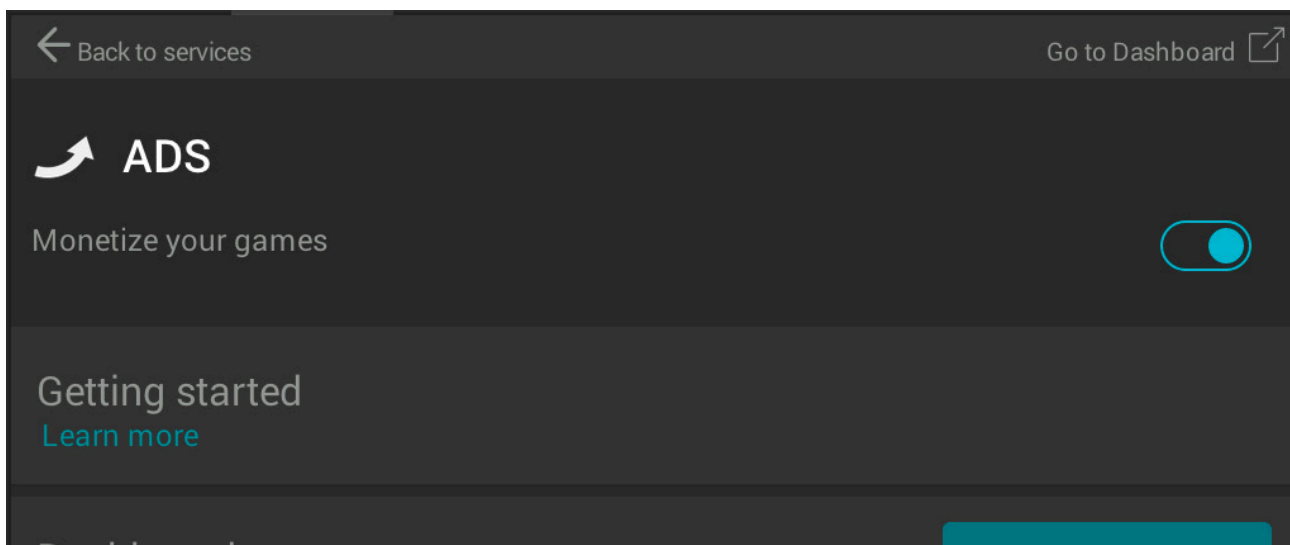 Back to services
Go to Dashboard
ADS
Monetize your games
Getting started
Learn more